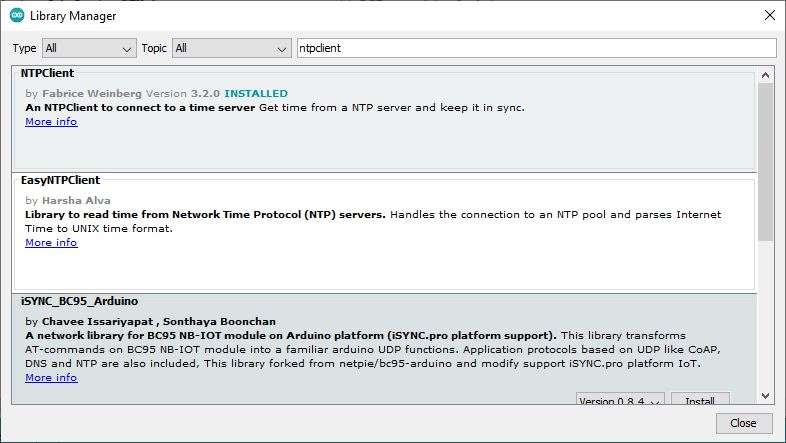 Library Manager
Type All Topic All ntpclient
NTPClient
by Fabrice Weinberg Version 3.2.0 INSTALLED
An NTPClient to connect to a time server Get time from a NTP server and keep it in sync.
More info
EasyNTPClient
by Harsha Alva
Library to read time from Network Time Protocol (NTP) servers. Handles the connection to an NTP pool and parses Internet
Time to UNIX time format.
More info
iSYNC_BC95_Arduino
by Chavee Issariyapat , Sonthaya Boonchan
A network library for BC95 NB-IOT module on Arduino platform (iSYNC.pro platform support). This library transforms
AT-commands on BC95 NB-IOT module into a familiar arduino UDP functions. Application protocols based on UDP like CoAP,
DNS and NTP are also included, This library forked from netpie/bc95-arduino and modify support iSYNC.pro platform IoT.
More info
Version 0.8.4 Install
Close